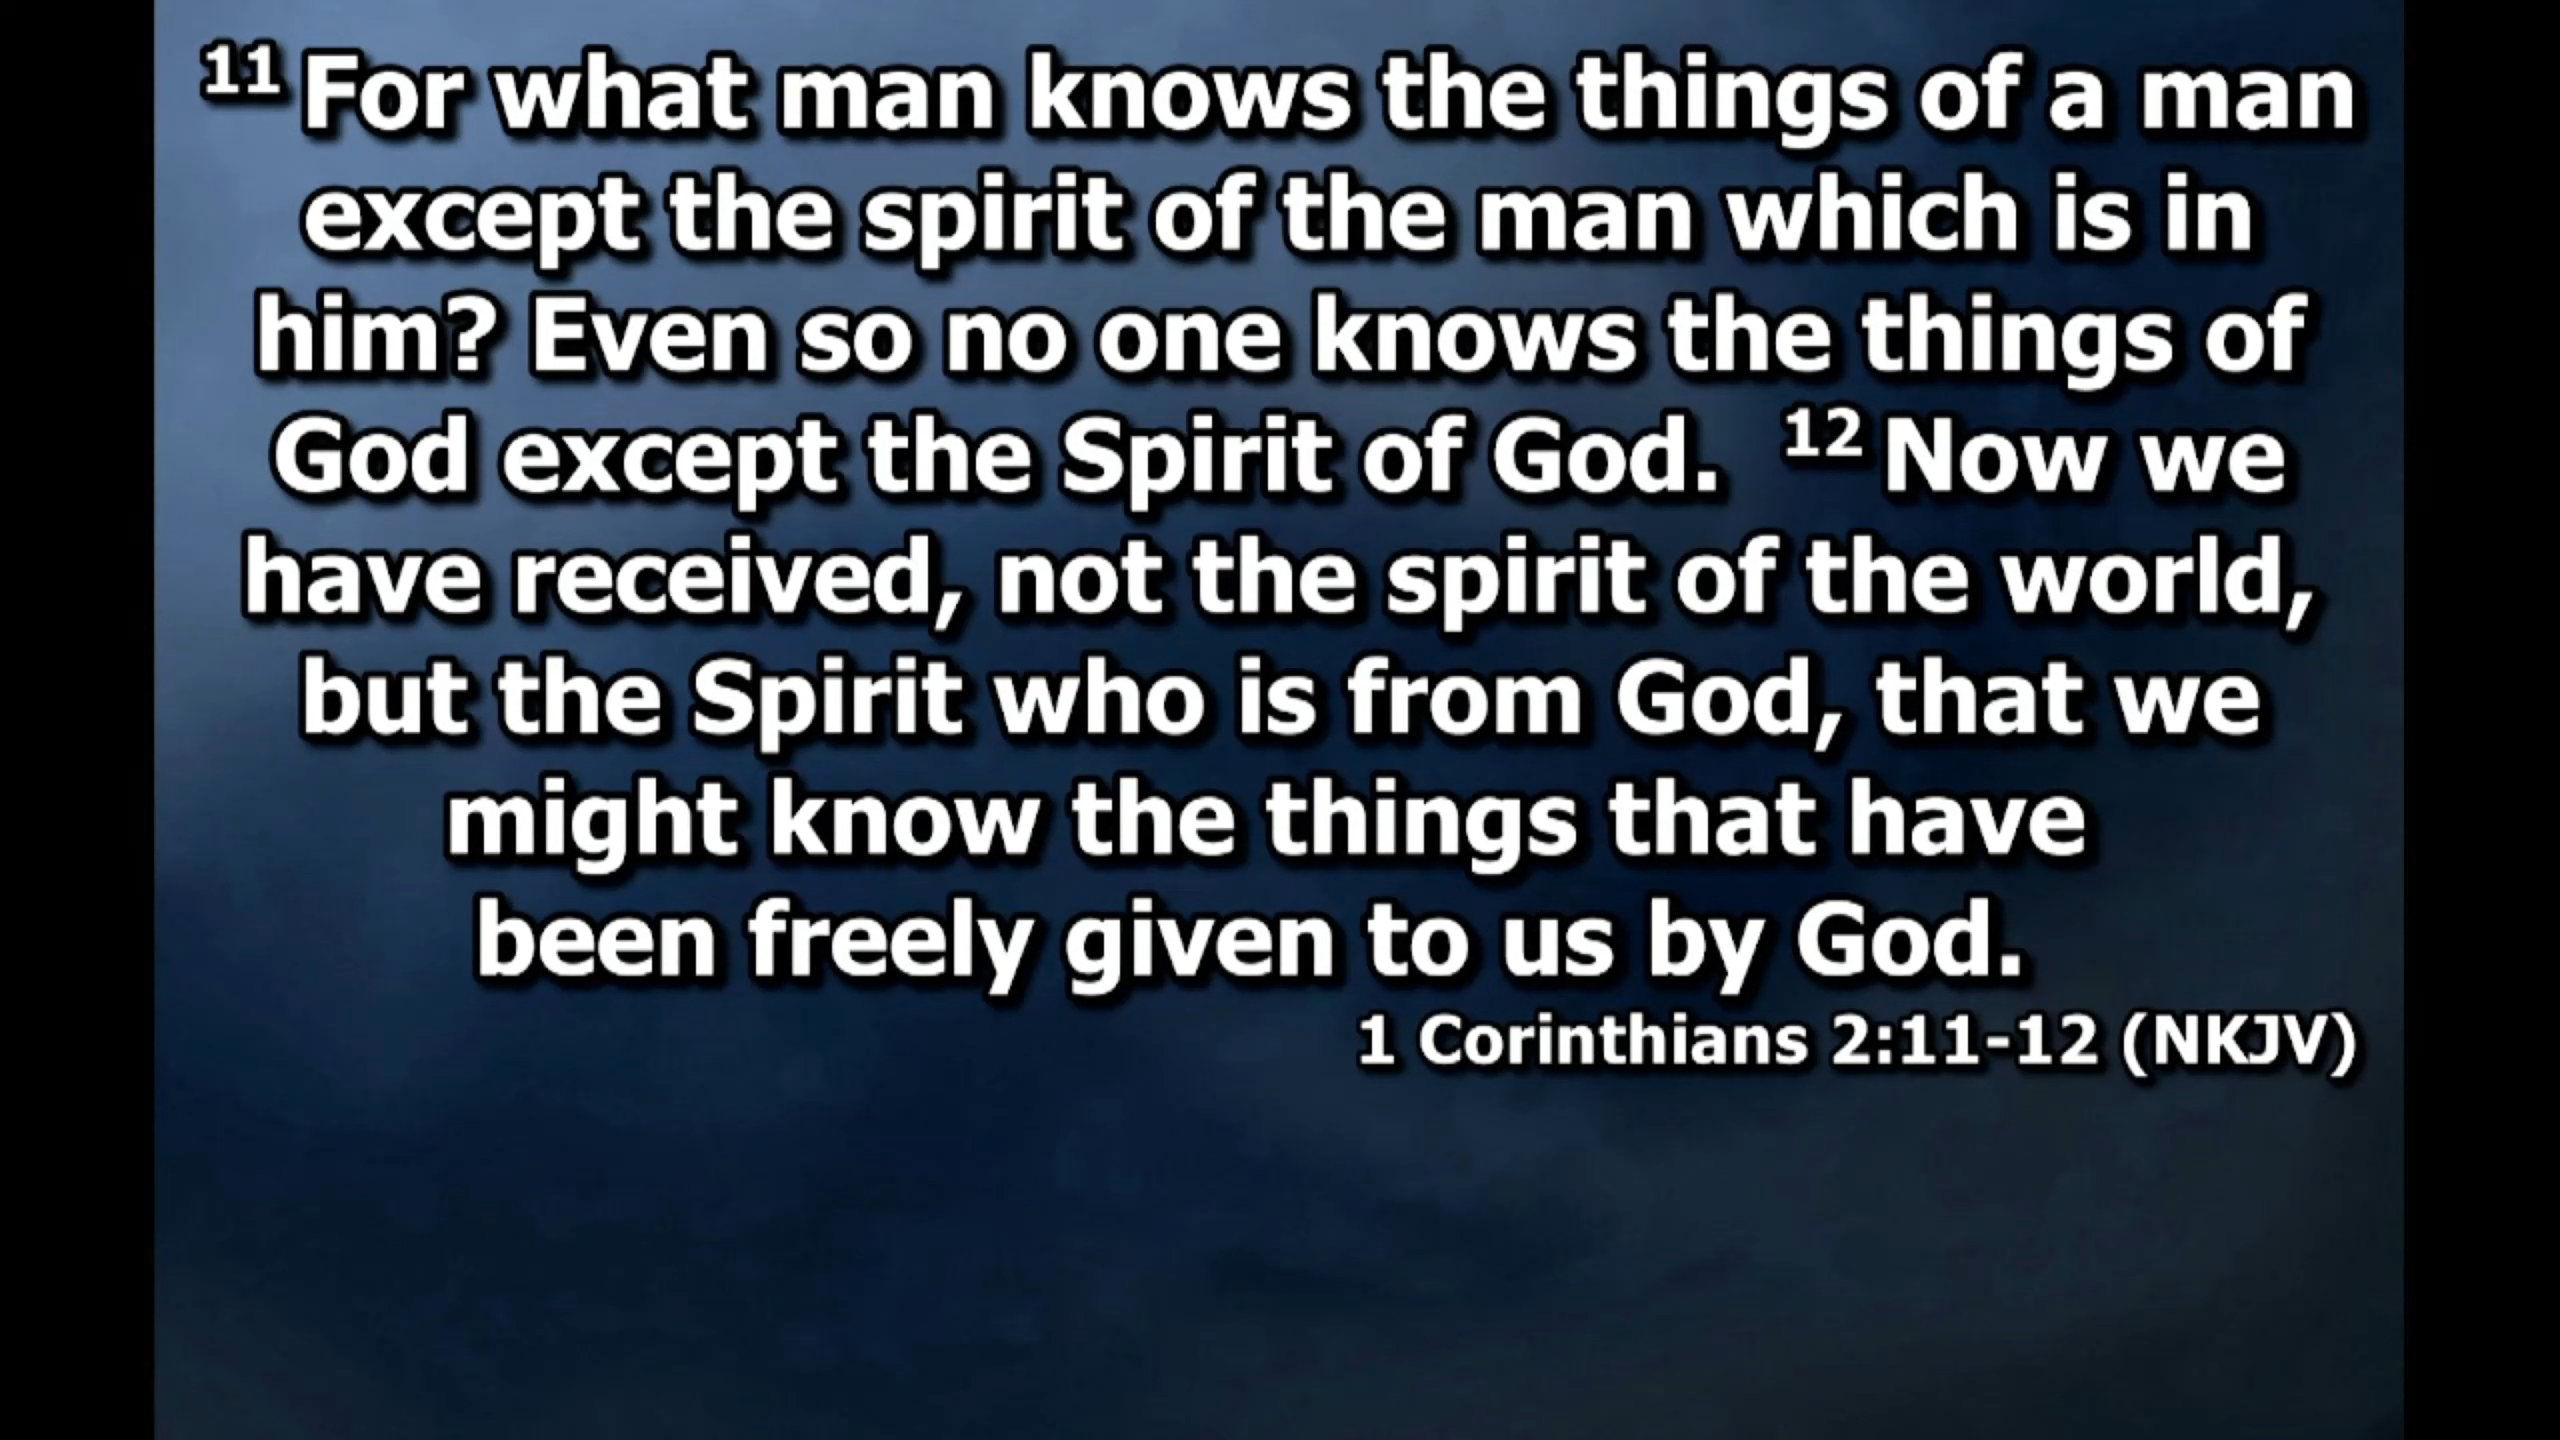 11 For what man knows the things of a man
except the spirit of the man which is in
him? Even so no one knows the things of
God except the Spirit of God. 12 Now we
have received, not the spirit of the world,
but the Spirit who is from God, that we
might know the things that have
been freely given to us by God.
1 Corinthians 2:11-12 (NKJV)